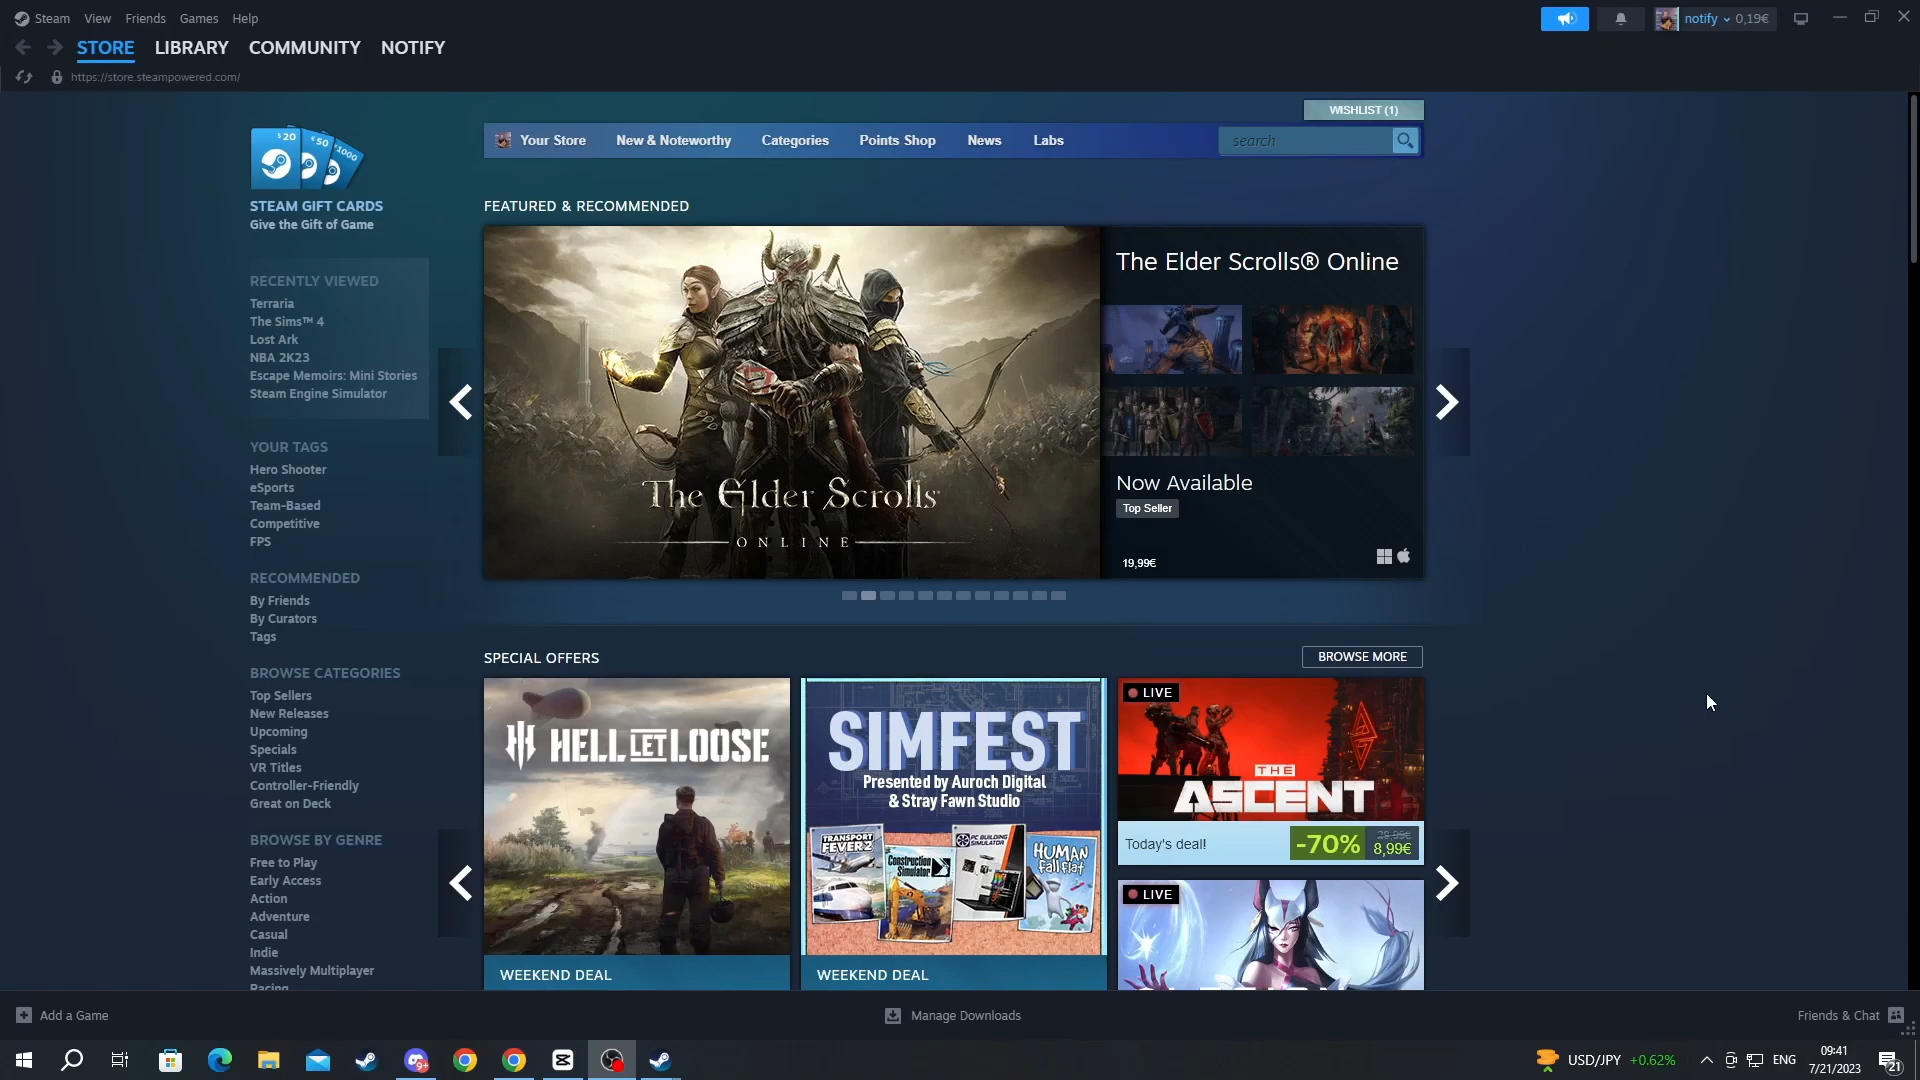 Steam View Friends Games Help
notify 0,19€
STORE LIBRARY COMMUNITY NOTIFY
https://store.steampowered.com/
WISHLIST (1)
Your Store New & Noteworthy Categories Points Shop News Labs
search
$20 €50 ¥1000
STEAM GIFT CARDS
Give the Gift of Game
RECENTLY VIEWED
Terraria
The Sims™ 4
Lost Ark
NBA 2K23
Escape Memoirs: Mini Stories
Steam Engine Simulator
YOUR TAGS
Hero Shooter
eSports
Team-Based
Competitive
FPS
RECOMMENDED
By Friends
By Curators
Tags
BROWSE CATEGORIES
Top Sellers
New Releases
Upcoming
Specials
VR Titles
Controller-Friendly
Great on Deck
BROWSE BY GENRE
Free to Play
Early Access
Action
Adventure
Casual
Indie
Massively Multiplayer
Racing
FEATURED & RECOMMENDED
The Elder Scrolls
ONLINE
The Elder Scrolls® Online
Now Available
Top Seller
19,99€
SPECIAL OFFERS
BROWSE MORE
HELL LET LOOSE
WEEKEND DEAL
SIMFEST
Presented by Auroch Digital
& Stray Fawn Studio
TRANSPORT
FEVER 2
Construction
Simulator
PC BUILDING
SIMULATOR
HUMAN
Fall Flat
WEEKEND DEAL
LIVE
THE
ASCENT
Today's deal! -70% 29,99€
8,99€
LIVE
Add a Game
Manage Downloads
Friends & Chat
9+
USD/JPY +0.62%
ENG
09:41
7/21/2023
21